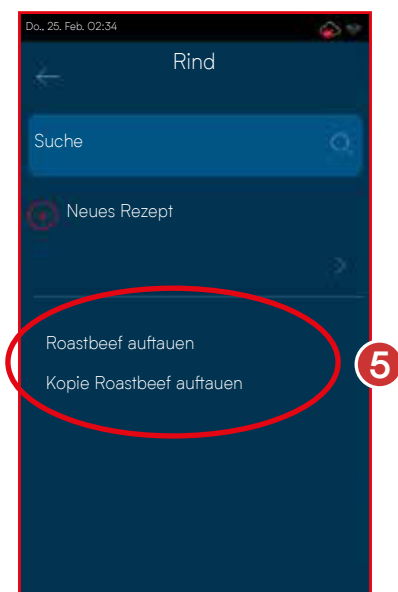 Do., 25. Feb. 02:34
Rind
Suche
Neues Rezept
Roastbeef auftauen
Kopie Roastbeef auftauen
5